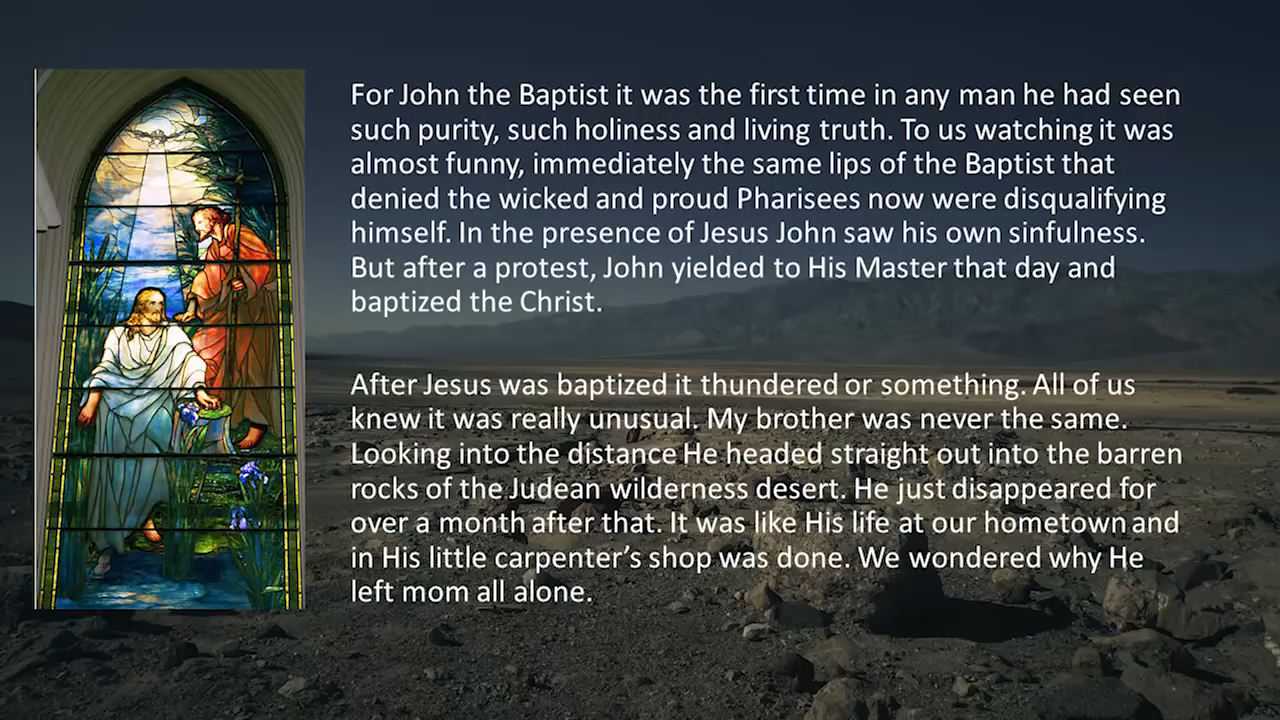 For John the Baptist it was the first time in any man he had seen
such purity, such holiness and living truth. To us watching it was
almost funny, immediately the same lips of the Baptist that
denied the wicked and proud Pharisees now were disqualifying
himself. In the presence of Jesus John saw his own sinfulness.
But after a protest, John yielded to His Master that day and
baptized the Christ.
After Jesus was baptized it thundered or something. All of us
knew it was really unusual. My brother was never the same.
Looking into the distance He headed straight out into the barren
rocks of the Judean wilderness desert. He just disappeared for
over a month after that. It was like His life at our hometown and
in His little carpenter’s shop was done. We wondered why He
left mom all alone.